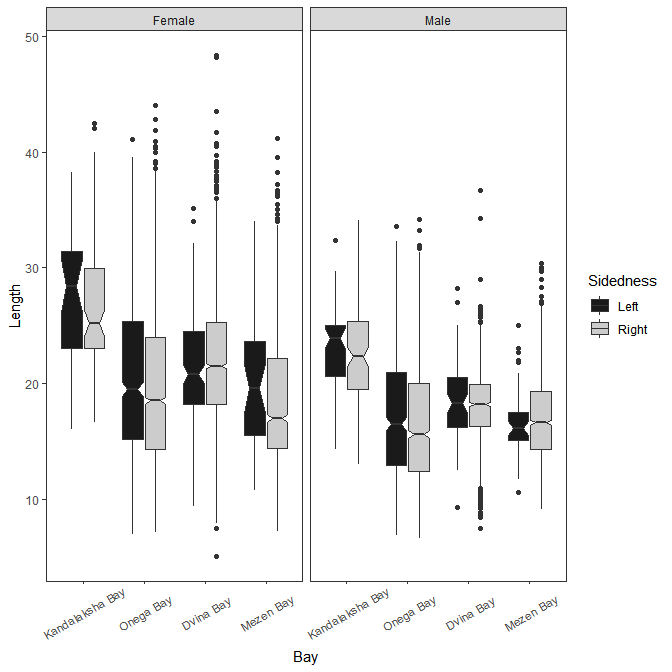 Female
Male
50
40
30
20
10
Length
Kandalaksha Bay
Onega Bay
Dvina Bay
Mezen Bay
Kandalaksha Bay
Onega Bay
Dvina Bay
Mezen Bay
Bay
Sidedness
Left
Right